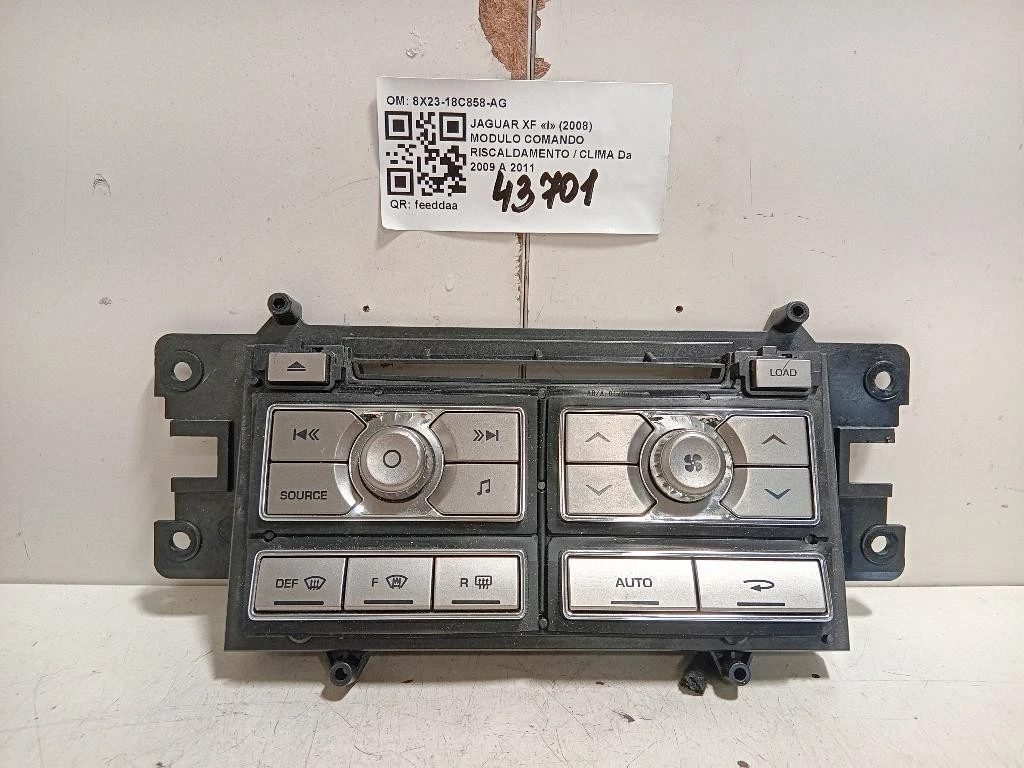 OM: 8X23-18C858-AG
JAGUAR XF «I» (2008)
MODULO COMANDO
RISCALDAMENTO / CLIMA Da
2009 A 2011
43701
QR: feeddaa
LOAD
SOURCE
DEF
F
R
AUTO